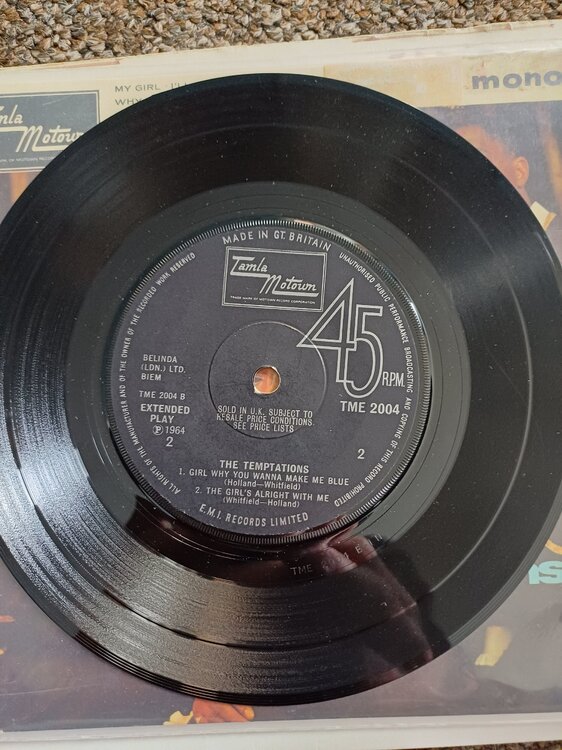 mono
Tamla
Motown
MY GIRL
WHY
MADE IN GT. BRITAIN
Tamla
Motown
TRADE MARK OF MOTOWN RECORD CORPORATION
45
R.P.M.
TME 2004
BELINDA
(LDN.) LTD.
BIEM
TME 2004 B
EXTENDED
PLAY
℗ 1964
2
SOLD IN U.K. SUBJECT TO
RESALE PRICE CONDITIONS.
SEE PRICE LISTS
2
THE TEMPTATIONS
1. GIRL WHY YOU WANNA MAKE ME BLUE
(Holland—Whitfield)
2. THE GIRL'S ALRIGHT WITH ME
(Whitfield—Holland)
E.M.I. RECORDS LIMITED
ALL RIGHTS OF THE MANUFACTURER AND OF THE OWNER OF THE RECORDED WORK RESERVED
UNAUTHORISED PUBLIC PERFORMANCE BROADCASTING AND COPYING OF THIS RECORD PROHIBITED
TME